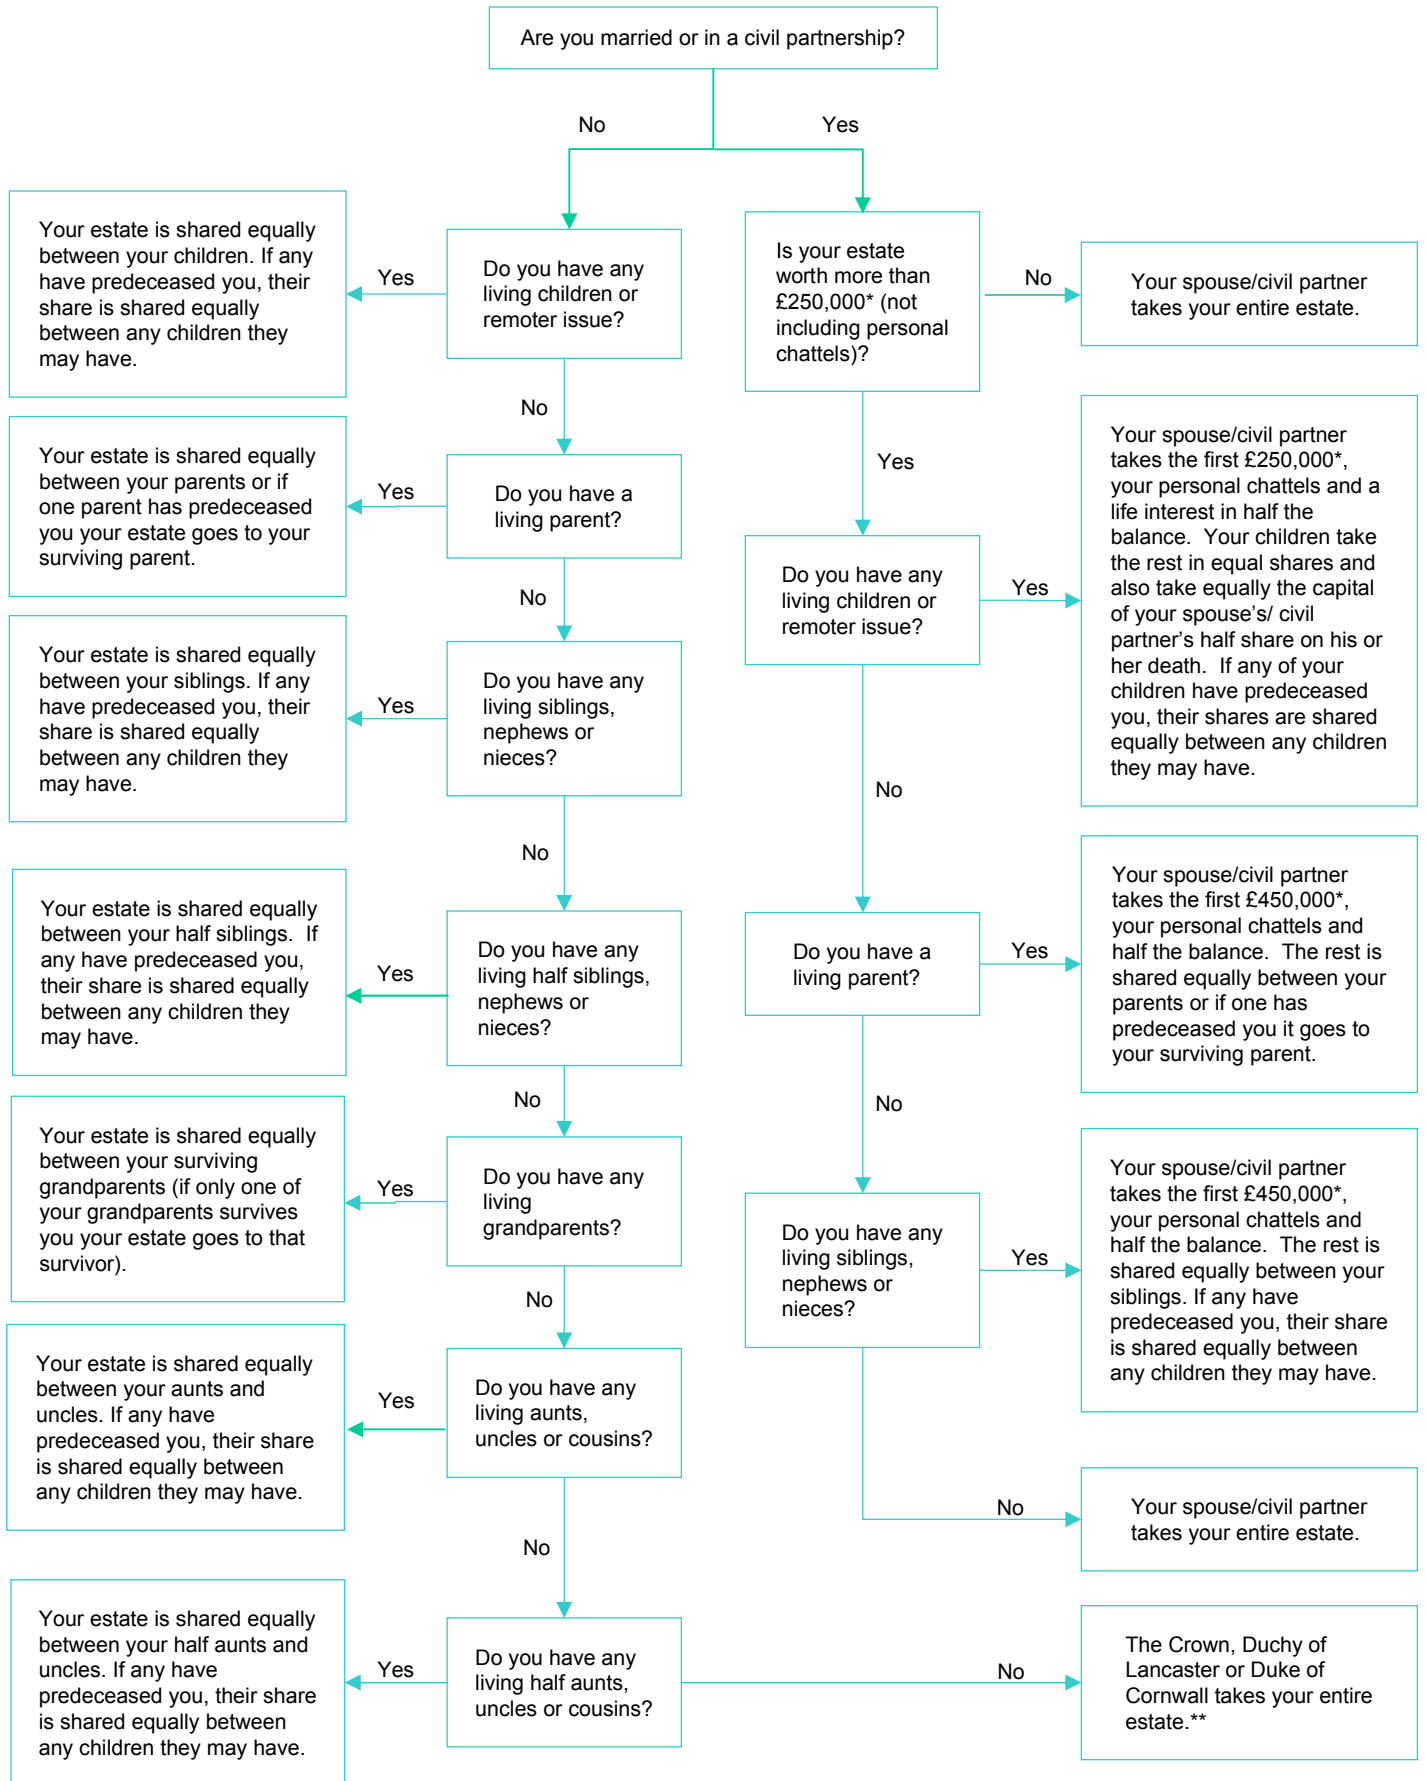 Are you married or in a civil partnership?
No
Yes
Your estate is shared equally
between your children. If any
have predeceased you, their
share is shared equally
between any children they
may have.
Yes
Do you have any
living children or
remoter issue?
Is your estate
worth more than
£250,000* (not
including personal
chattels)?
No
Your spouse/civil partner
takes your entire estate.
No
Yes
Your estate is shared equally
between your parents or if
one parent has predeceased
you your estate goes to your
surviving parent.
Yes
Do you have a
living parent?
Your spouse/civil partner
takes the first £250,000*,
your personal chattels and a
life interest in half the
balance.  Your children take
the rest in equal shares and
also take equally the capital
of your spouse's/ civil
partner's half share on his or
her death.  If any of your
children have predeceased
you, their shares are shared
equally between any children
they may have.
No
Do you have any
living children or
remoter issue?
Yes
Your estate is shared equally
between your siblings. If any
have predeceased you, their
share is shared equally
between any children they
may have.
Yes
Do you have any
living siblings,
nephews or
nieces?
No
No
Your estate is shared equally
between your half siblings.  If
any have predeceased you,
their share is shared equally
between any children they
may have.
Yes
Do you have any
living half siblings,
nephews or
nieces?
Do you have a
living parent?
Yes
Your spouse/civil partner
takes the first £450,000*,
your personal chattels and
half the balance.  The rest is
shared equally between your
parents or if one has
predeceased you it goes to
your surviving parent.
No
No
Your estate is shared equally
between your surviving
grandparents (if only one of
your grandparents survives
you your estate goes to that
survivor).
Yes
Do you have any
living
grandparents?
Do you have any
living siblings,
nephews or
nieces?
Yes
Your spouse/civil partner
takes the first £450,000*,
your personal chattels and
half the balance.  The rest is
shared equally between your
siblings. If any have
predeceased you, their share
is shared equally between
any children they may have.
No
Your estate is shared equally
between your aunts and
uncles. If any have
predeceased you, their share
is shared equally between
any children they may have.
Yes
Do you have any
living aunts,
uncles or cousins?
No
Your spouse/civil partner
takes your entire estate.
No
Your estate is shared equally
between your half aunts and
uncles. If any have
predeceased you, their share
is shared equally between
any children they may have.
Yes
Do you have any
living half aunts,
uncles or cousins?
No
The Crown, Duchy of
Lancaster or Duke of
Cornwall takes your entire
estate.**